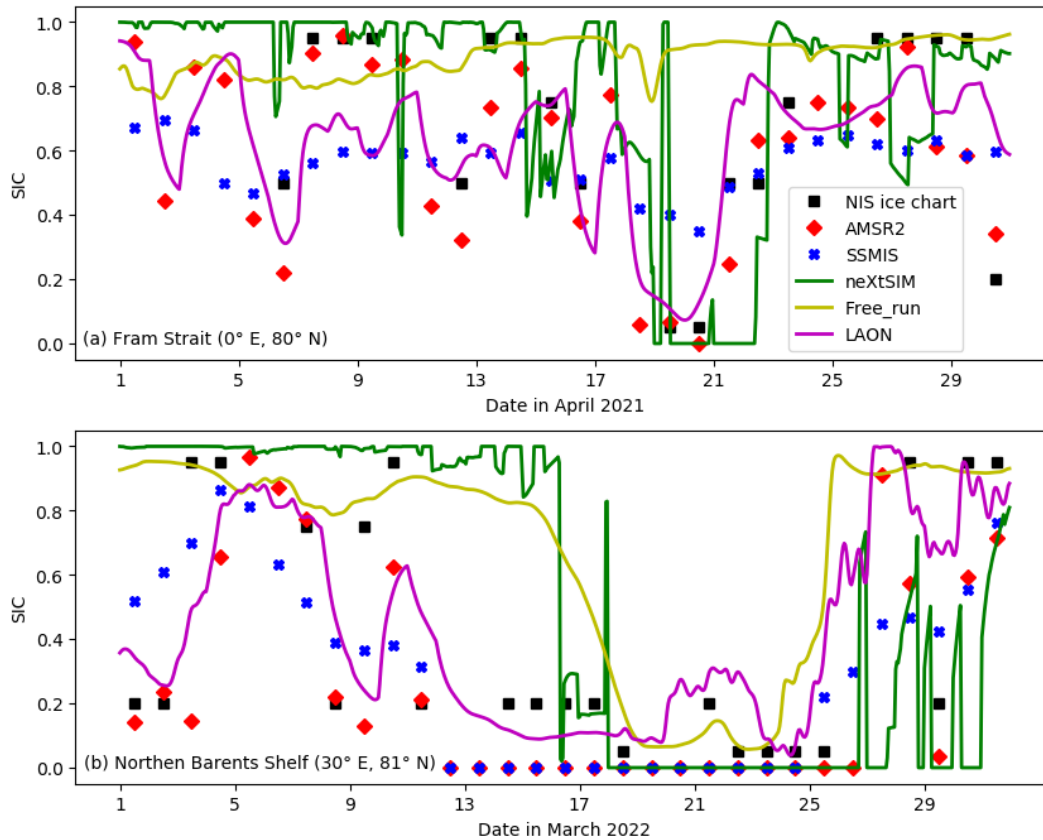 1.0
0.8
0.6
0.4
0.2
0.0
SIC
NIS ice chart
AMSR2
SSMIS
neXtSIM
Free_run
LAON
(a) Fram Strait (0° E, 80° N)
1 5 9 13 17 21 25 29
Date in April 2021
1.0
0.8
0.6
0.4
0.2
0.0
SIC
(b) Northen Barents Shelf (30° E, 81° N)
1 5 9 13 17 21 25 29
Date in March 2022